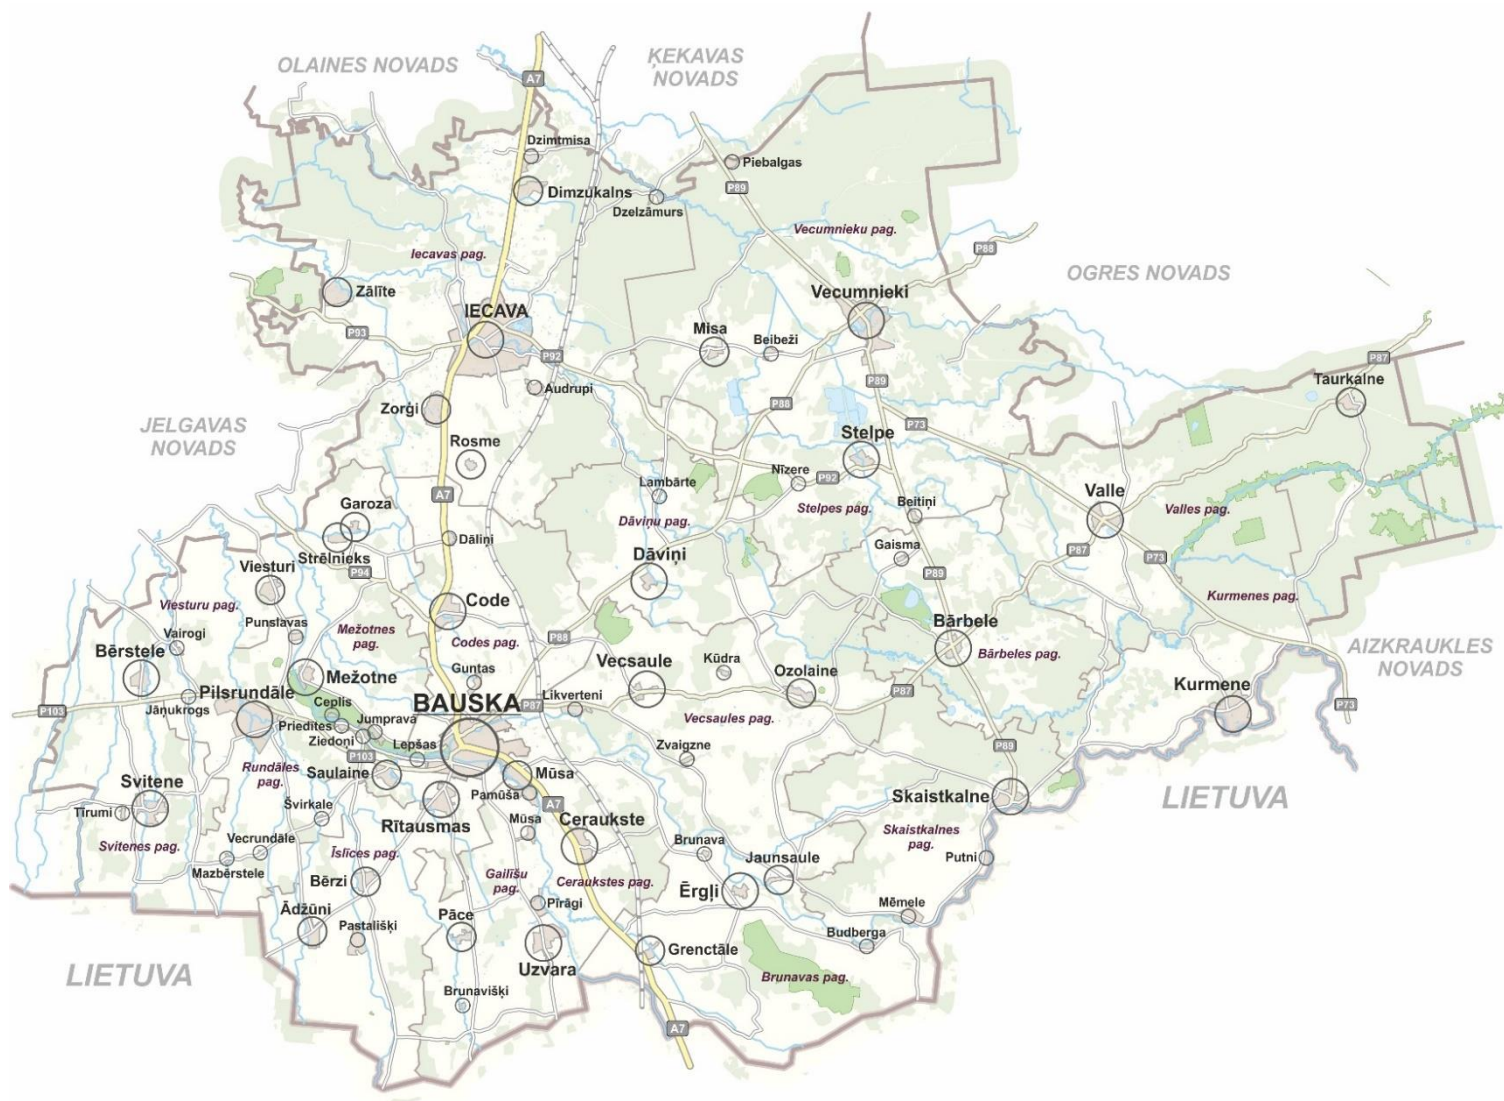 OLAINES NOVADS
ĶEKAVAS
NOVADS
A7
Dzimtmisa
Piebalgas
P89
Dimzukalns
Dzelzāmurs
Vecumnieku pag.
P88
Iecavas pag.
OGRES NOVADS
Zālīte
Vecumnieki
IECAVA
P93
Misa
Beibeži
P92
P87
Taurkalne
P89
Audrupi
Zorģi
P88
JELGAVAS
NOVADS
P73
Rosme
Stelpe
Nīzere
P92
Lambārte
A7
Valle
Garoza
Beitiņi
Stelpes pag.
Valles pag.
Dāviņu pag.
Dāliņi
Gaisma
Strēlnieks
Dāviņi
P87
P73
Viesturi
P94
P89
Kurmenes pag.
Code
Viesturu pag.
Punslavas
Mežotnes
pag.
Codes pag.
P88
Bārbele
Vairogi
Bērstele
AIZKRAUKLES
NOVADS
Bārbeles pag.
Vecsaule
Kūdra
Guntas
Ozolaine
Mežotne
Kurmene
Pilsrundāle
BAUSKA
Likverteni
P87
P87
Jāņukrogs
Ceplis
P103
P73
Priedītes
Jumprava
Vecsaules pag.
Ziedoņi
Lepšas
Zvaigzne
P89
P103
Rundāles
pag.
Saulaine
Mūsa
Svitene
Pamūša
Skaistkalne
LIETUVA
Tīrumi
Švirkale
A7
Rītausmas
Mūsa
Ceraukste
Skaistkalnes
pag.
Svitenes pag.
Vecrundāle
Brunava
Īslīces pag.
Jaunsaule
Putni
Mazbērstele
Gailīšu
pag.
Bērzi
Ceraukstes pag.
Ērgļi
Pīrāgi
Mēmele
Ādžūni
Pāce
Pastališķi
Budberga
Grenctāle
LIETUVA
Uzvara
Brunavas pag.
Brunavišķi
A7